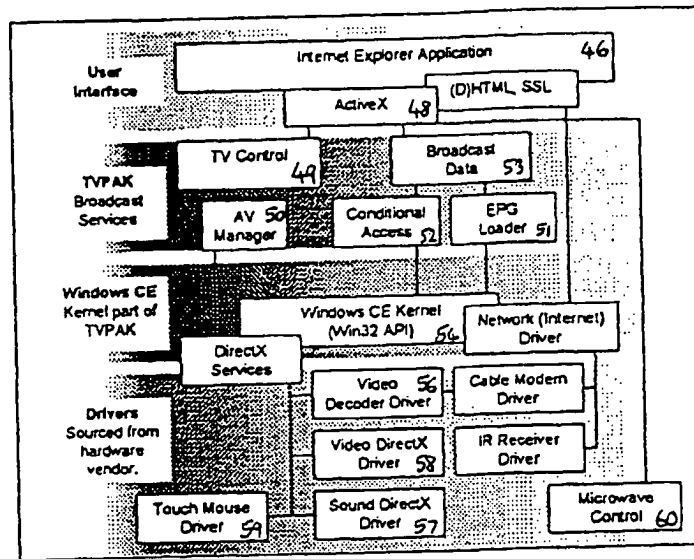 Internet Explorer Application 46
User
Interface
(D)HTML, SSL
ActiveX 48
TV Control 49
Broadcast
Data 53
TVPAK
Broadcast
Services
AV 50
Manager
Conditional
Access 52
EPG
Loader 51
Windows CE
Kernel part of
TVPAK
Windows CE Kernel
(Win32 API) 54
Network (Internet)
Driver
DirectX
Services
Drivers
Sourced from
hardware
vendor.
Video 56
Decoder Driver
Cable Modem
Driver
Video DirectX
Driver 58
IR Receiver
Driver
Touch Mouse
Driver 59
Sound DirectX
Driver 57
Microwave
Control 60